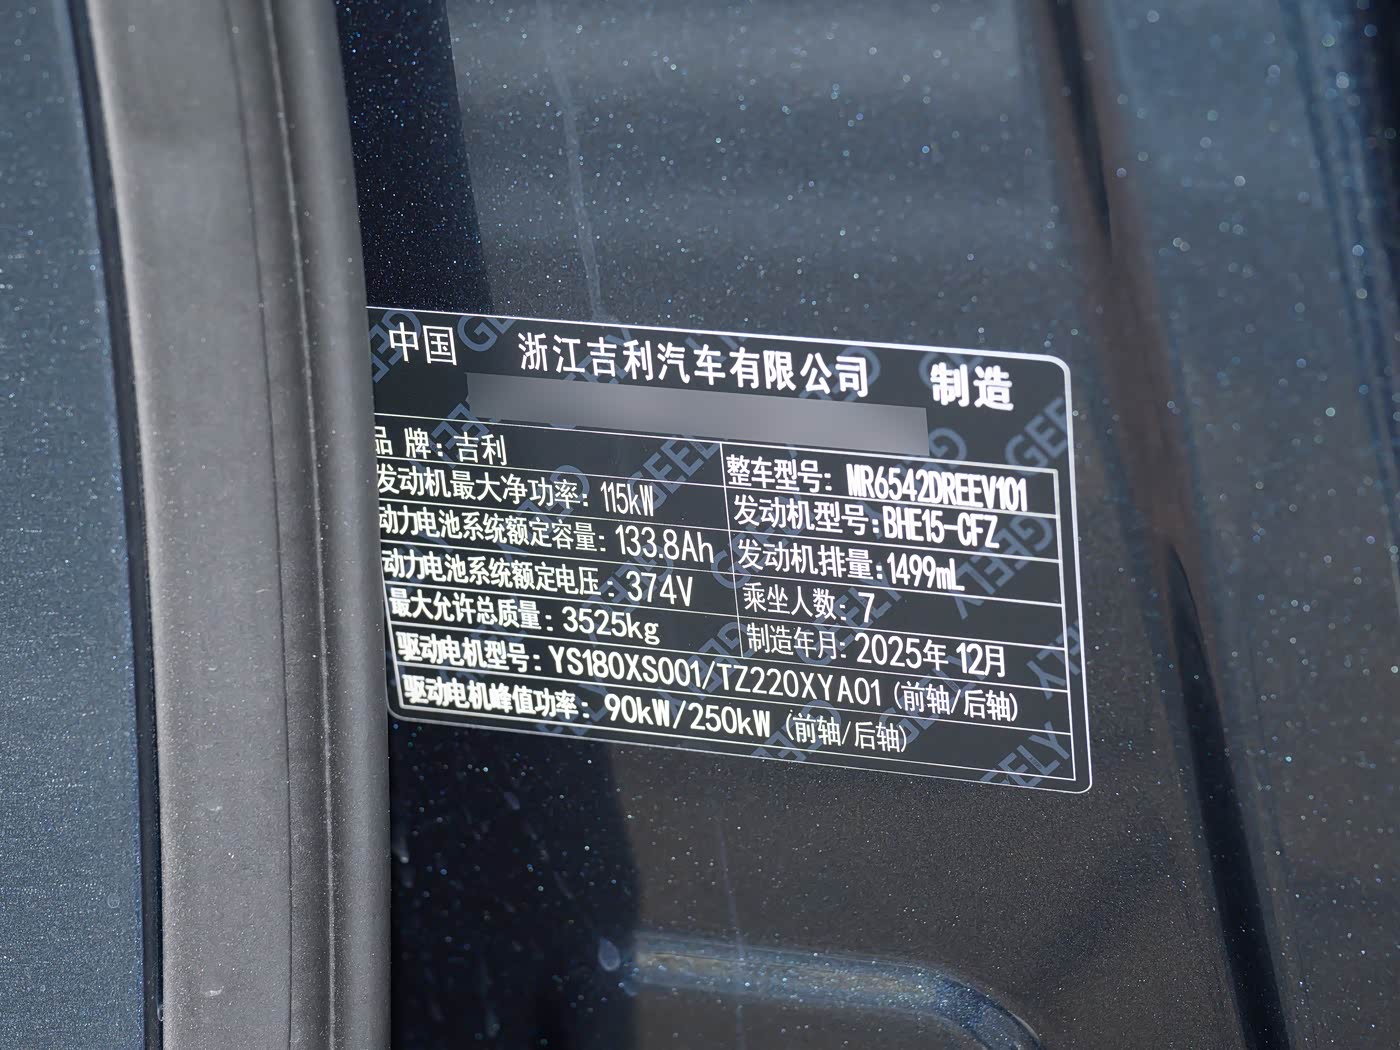 中国 浙江吉利汽车有限公司 制造
品牌：吉利 整车型号：MR6542DREEV101
发动机最大净功率：115kW 发动机型号：BHE15-CFZ
动力电池系统额定容量：133.8Ah 发动机排量：1499mL
动力电池系统额定电压：374V 乘坐人数：7
最大允许总质量：3525kg 制造年月：2025年12月
驱动电机型号：YS180XS001/TZ220XYA01（前轴/后轴）
驱动电机峰值功率：90kW/250kW（前轴/后轴）